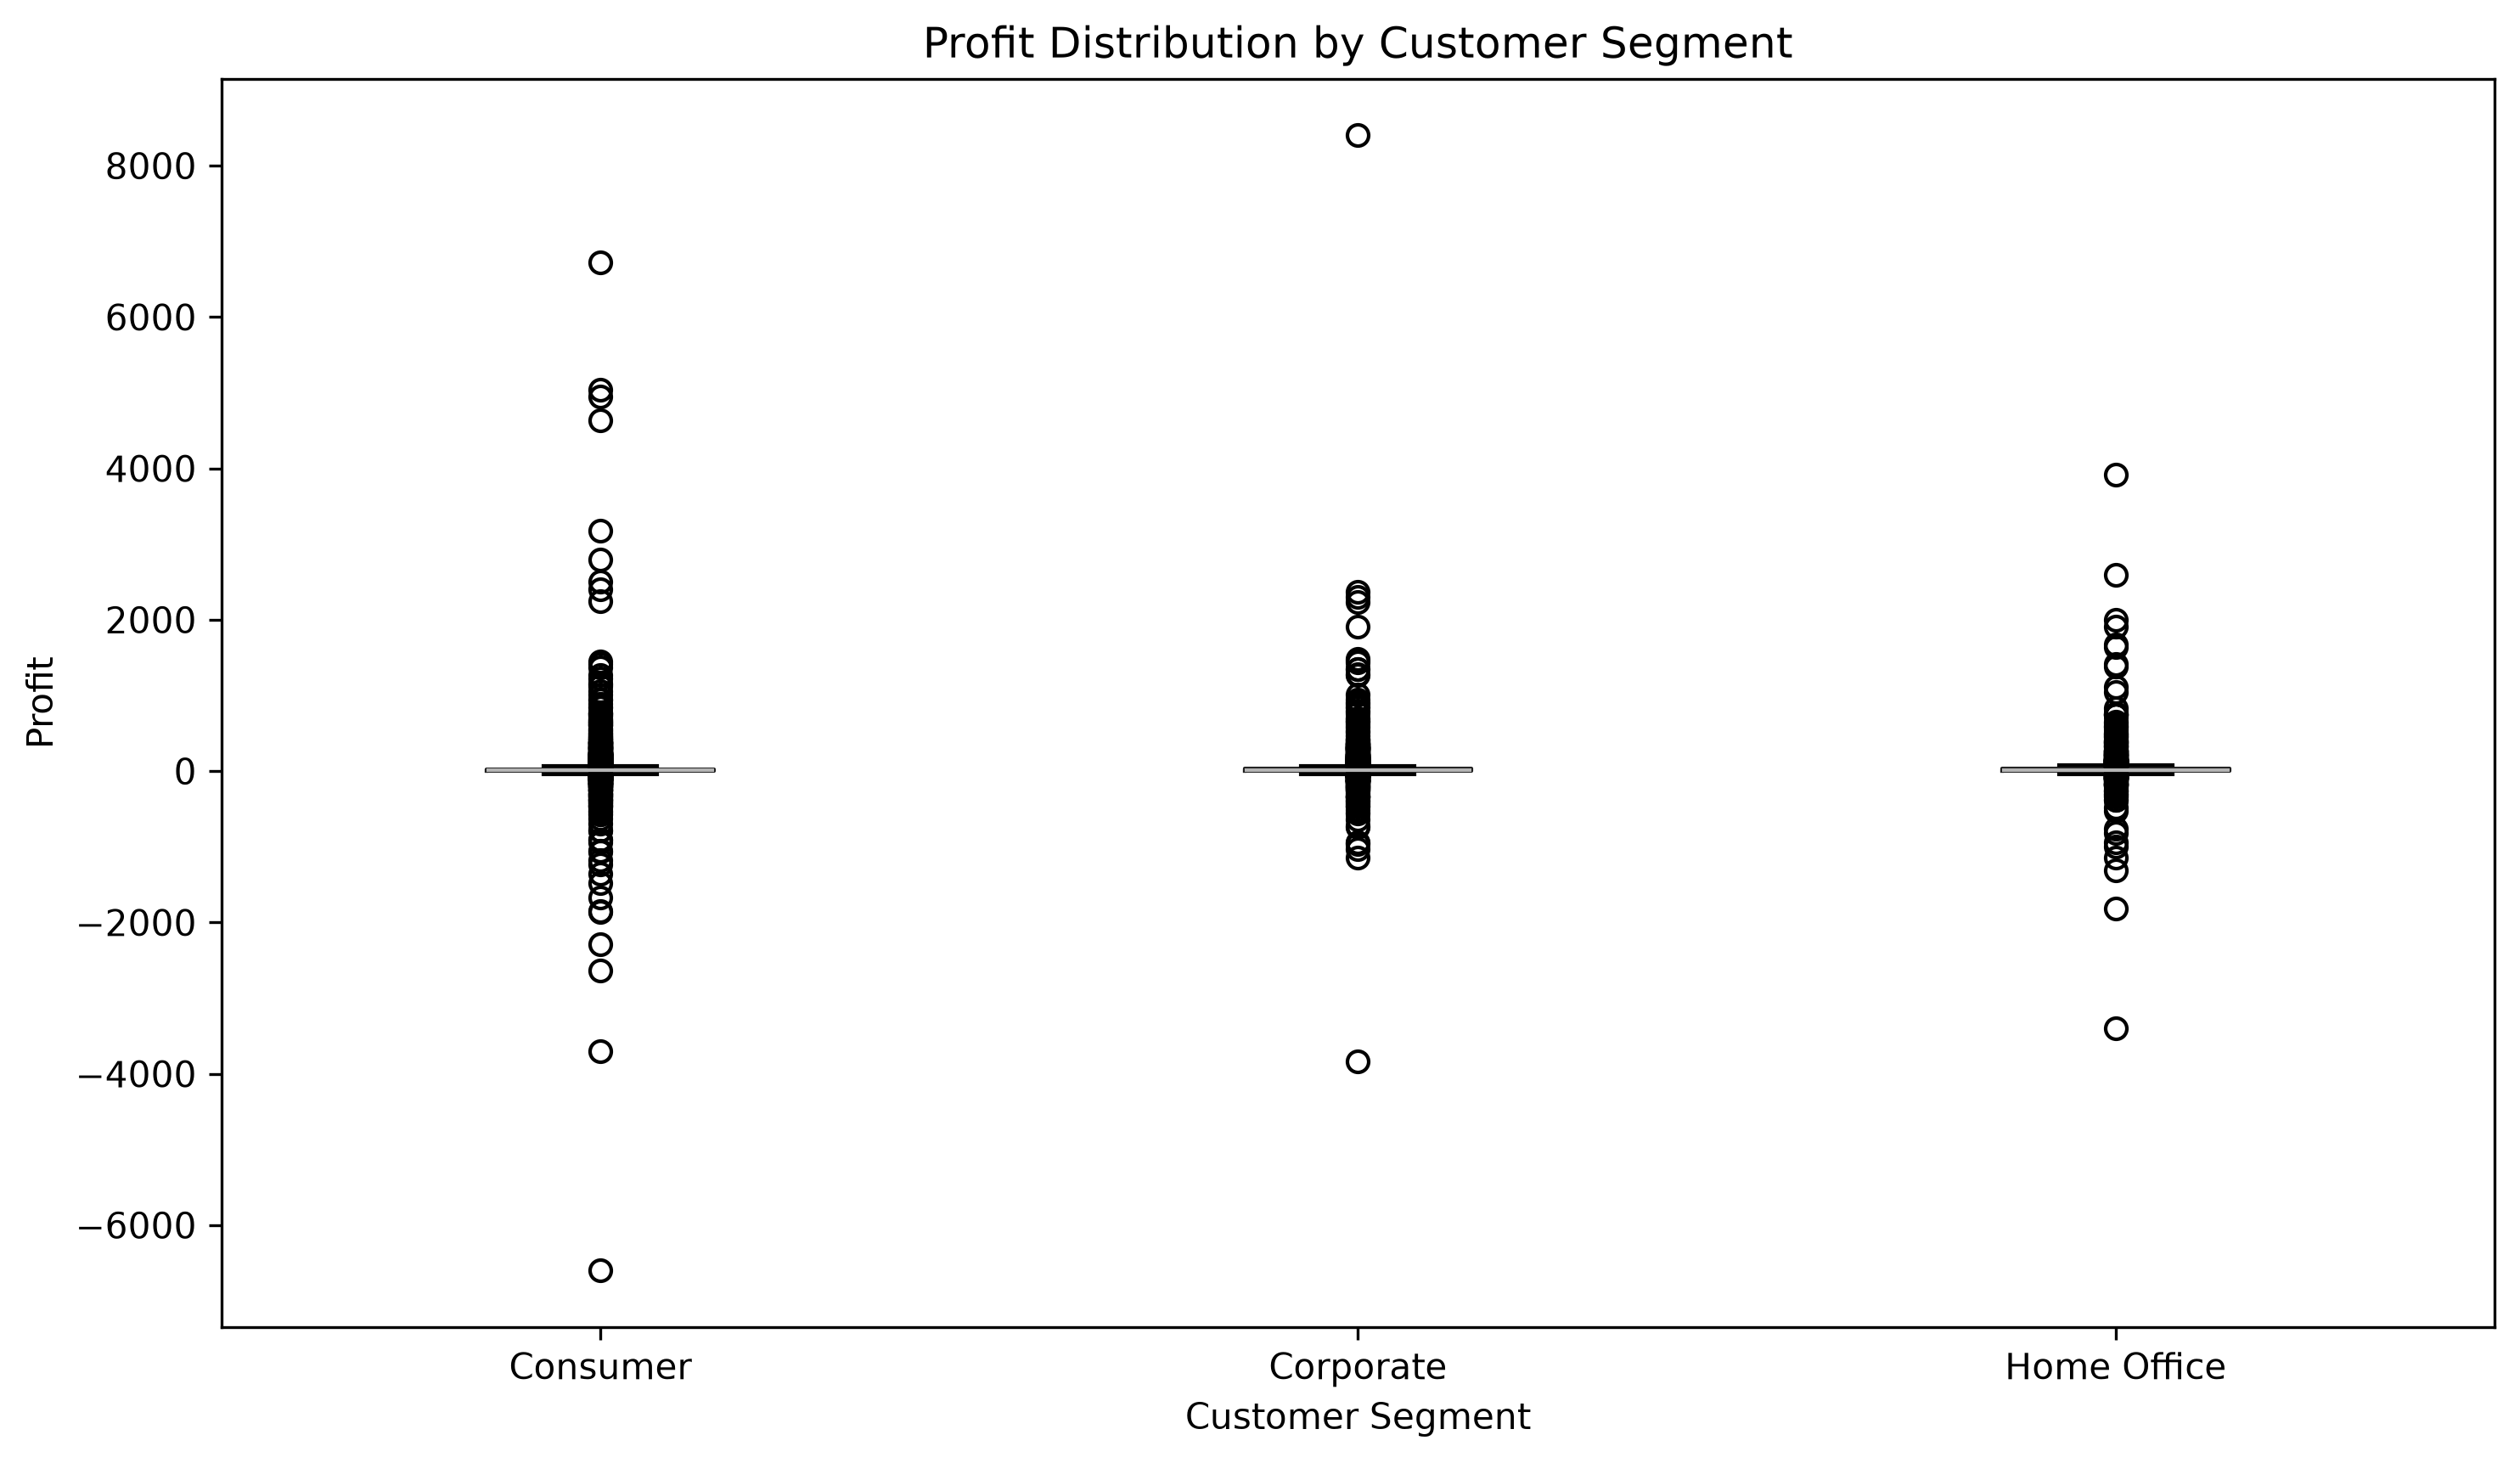 Profit Distribution by Customer Segment
8000
6000
4000
2000
0
−2000
−4000
−6000
Profit
Consumer
Corporate
Home Office
Customer Segment